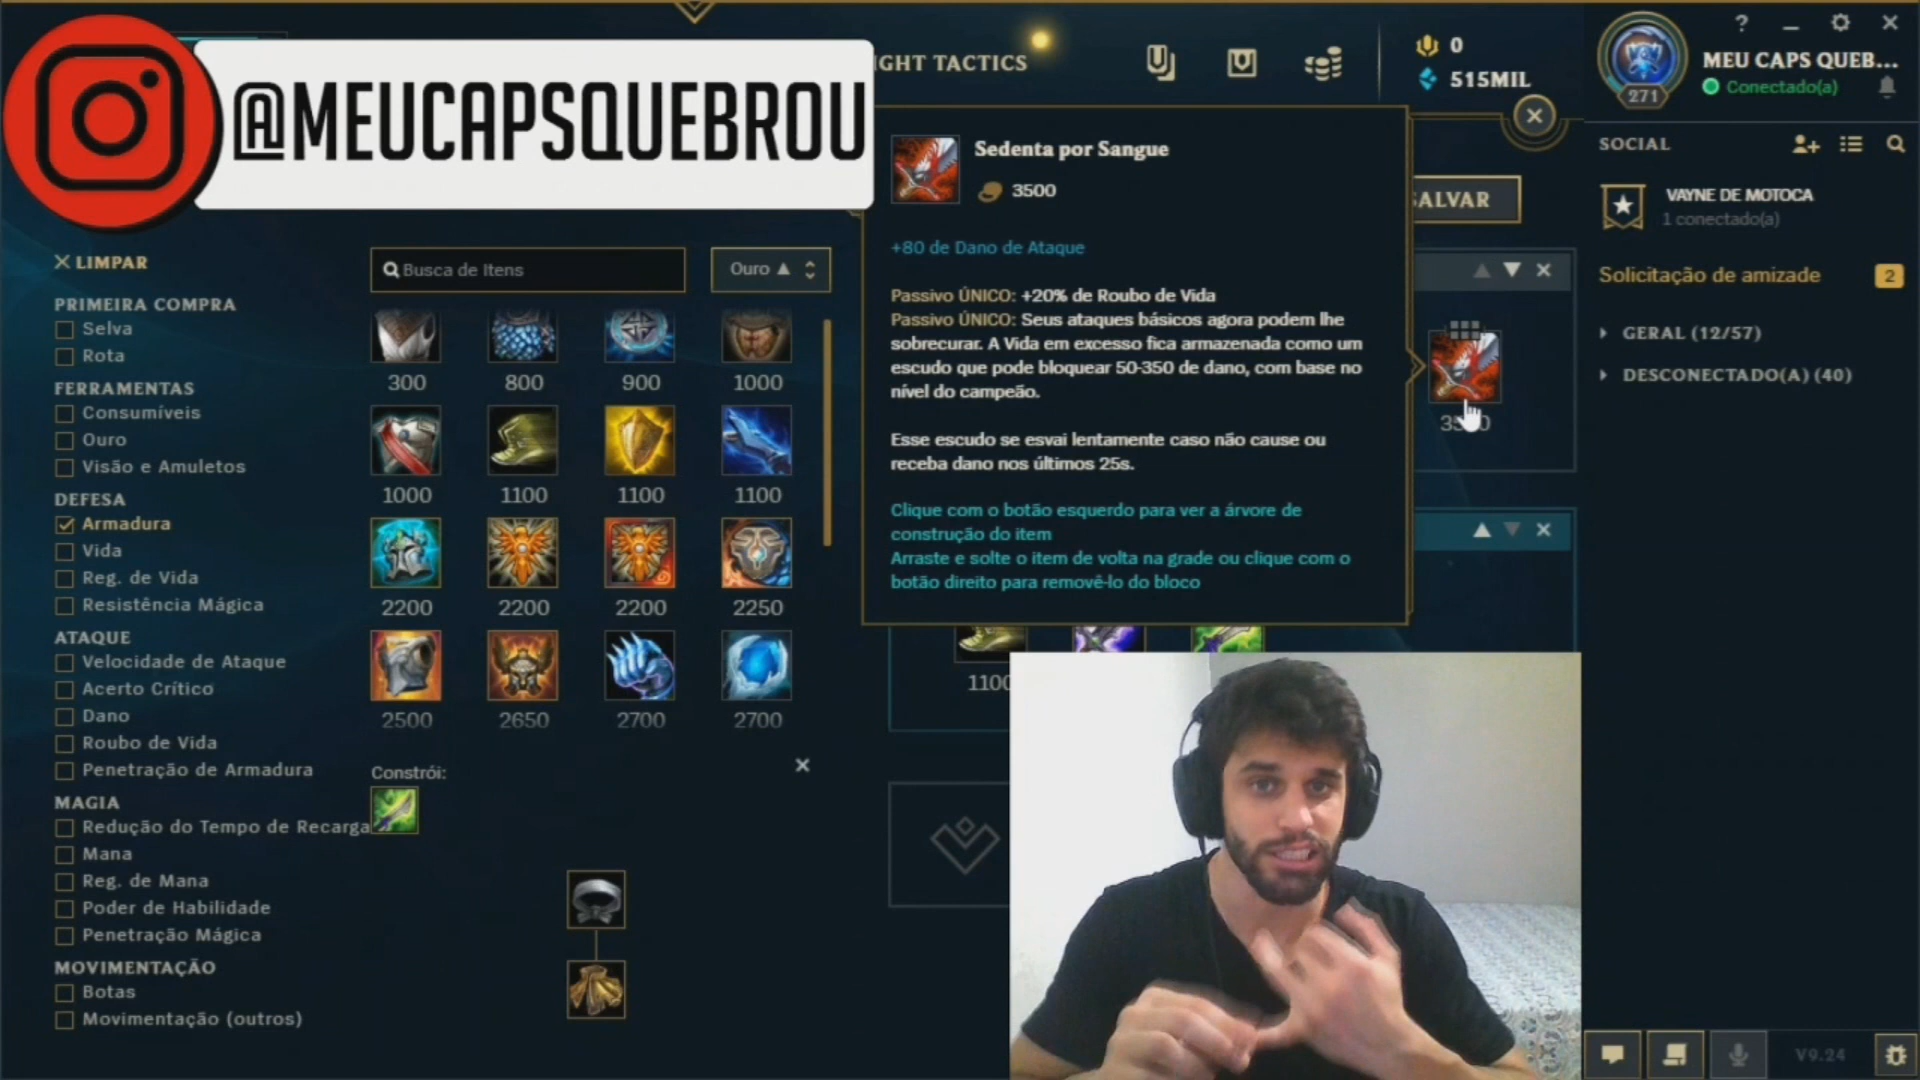 @MEUCAPSQUEBROU
IGHT TACTICS
0
515MIL
271
MEU CAPS QUEB...
Conectado(a)
SOCIAL
VAYNE DE MOTOCA
1 conectado(a)
Solicitação de amizade
2
GERAL (12/57)
DESCONECTADO(A) (40)
SALVAR
Sedenta por Sangue
3500
+80 de Dano de Ataque
Passivo ÚNICO: +20% de Roubo de Vida
Passivo ÚNICO: Seus ataques básicos agora podem lhe
sobrecurar. A Vida em excesso fica armazenada como um
escudo que pode bloquear 50-350 de dano, com base no
nível do campeão.
Esse escudo se esvai lentamente caso não cause ou
receba dano nos últimos 25s.
Clique com o botão esquerdo para ver a árvore de
construção do item
Arraste e solte o item de volta na grade ou clique com o
botão direito para removê-lo do bloco
LIMPAR
PRIMEIRA COMPRA
Selva
Rota
FERRAMENTAS
Consumíveis
Ouro
Visão e Amuletos
DEFESA
Armadura
Vida
Reg. de Vida
Resistência Mágica
ATAQUE
Velocidade de Ataque
Acerto Crítico
Dano
Roubo de Vida
Penetração de Armadura
MAGIA
Redução do Tempo de Recarga
Mana
Reg. de Mana
Poder de Habilidade
Penetração Mágica
MOVIMENTAÇÃO
Botas
Movimentação (outros)
Busca de Itens
Ouro
300 800 900 1000
1000 1100 1100 1100
2200 2200 2200 2250
2500 2650 2700 2700
Constrói:
1100
V9.24